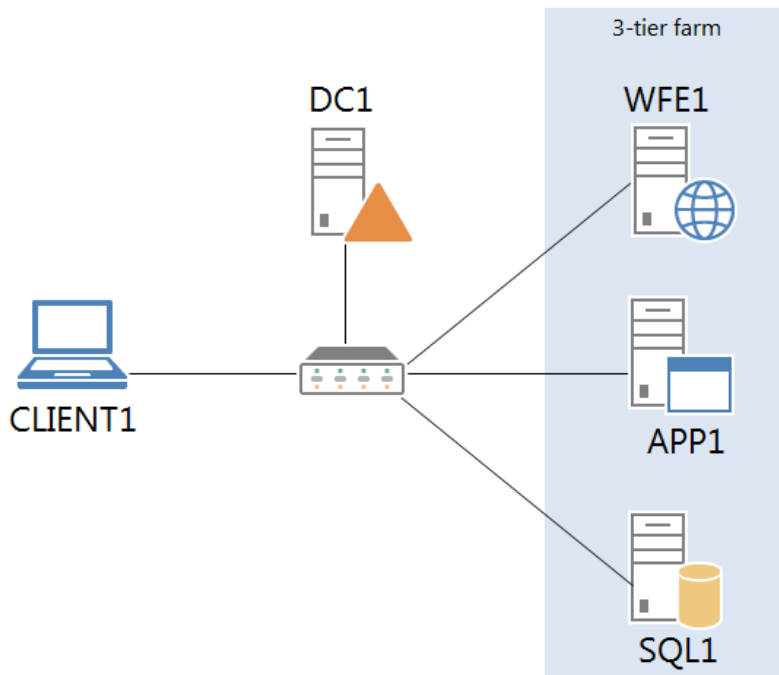 3-tier farm
DC1
WFE1
CLIENT1
APP1
SQL1